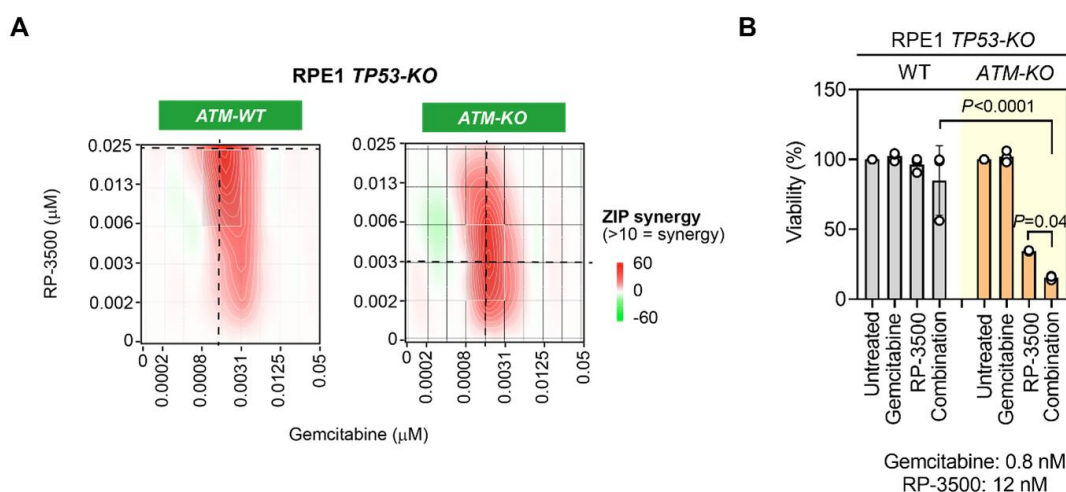 A
RPE1 TP53-KO
ATM-WT
ATM-KO
RP-3500 (μM)
0.025
0.013
0.006
0.003
0.002
0
0 0.0002 0.0008 0.0031 0.0125 0.05
0.025
0.013
0.006
0.003
0.002
0
0 0.0002 0.0008 0.0031 0.0125 0.05
Gemcitabine (μM)
ZIP synergy
(>10 = synergy)
60
0
-60
B
RPE1 TP53-KO
WT ATM-KO
Viability (%)
150
100
50
0
P<0.0001
P=0.04
Untreated
Gemcitabine
RP-3500
Combination
Untreated
Gemcitabine
RP-3500
Combination
Gemcitabine: 0.8 nM
RP-3500: 12 nM